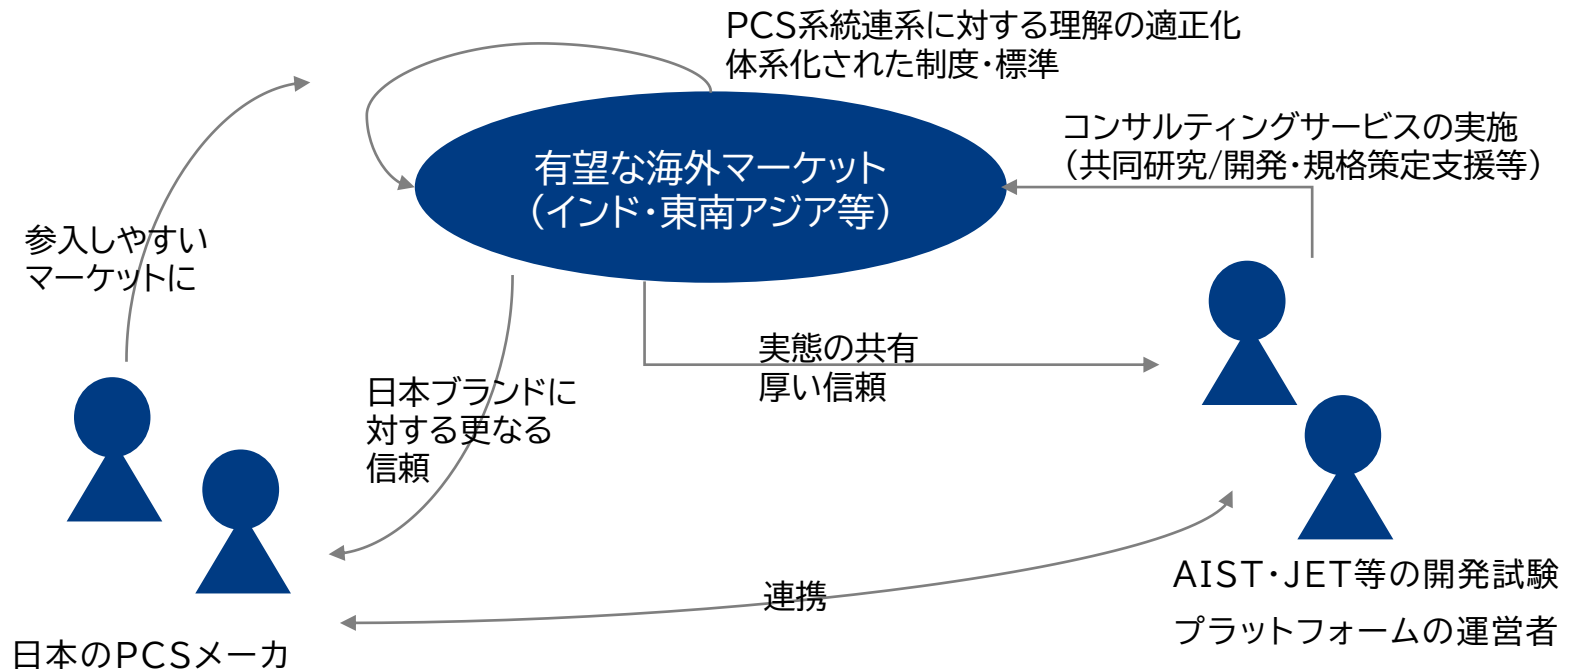 PCS系統連系に対する理解の適正化
体系化された制度・標準
コンサルティングサービスの実施
（共同研究/開発・規格策定支援等）
有望な海外マーケット
（インド・東南アジア等）
参入しやすい
マーケットに
実態の共有
厚い信頼
日本ブランドに
対する更なる
信頼
連携
AIST・JET等の開発試験
プラットフォームの運営者
日本のPCSメーカ